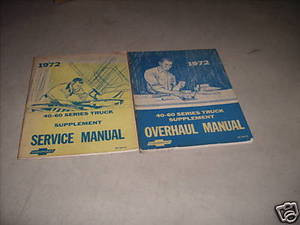 1972
40-60 SERIES TRUCK
SUPPLEMENT
SERVICE MANUAL
1972
40-60 SERIES TRUCK
SUPPLEMENT
OVERHAUL MANUAL